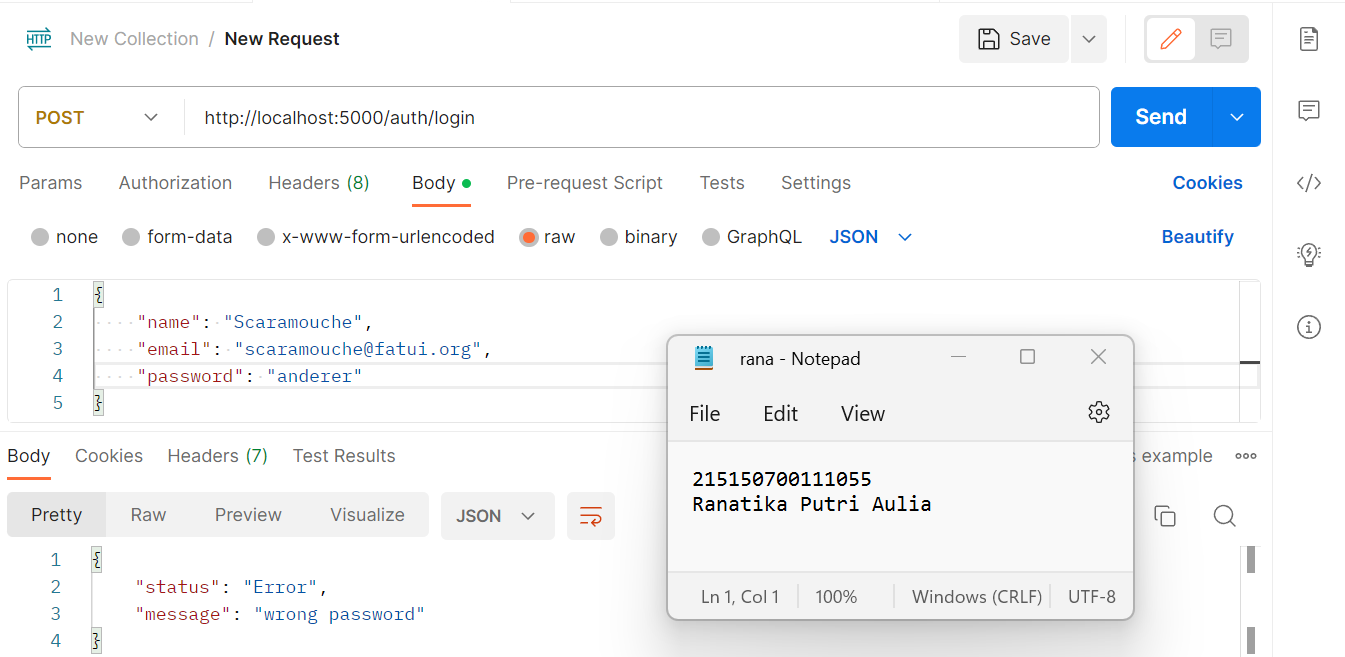 HTTP New Collection / New Request Save
POST http://localhost:5000/auth/login Send
Params Authorization Headers (8) Body Pre-request Script Tests Settings Cookies
none form-data x-www-form-urlencoded raw binary GraphQL JSON Beautify
1 {
2 ····"name":·"Scaramouche",
3 ····"email":·"scaramouche@fatui.org",
4 ····"password":·"anderer"
5 }
rana - Notepad
File Edit View
215150700111055
Ranatika Putri Aulia
Ln 1, Col 1 100% Windows (CRLF) UTF-8
Body Cookies Headers (7) Test Results example
Pretty Raw Preview Visualize JSON
1 {
2 "status": "Error",
3 "message": "wrong password"
4 }